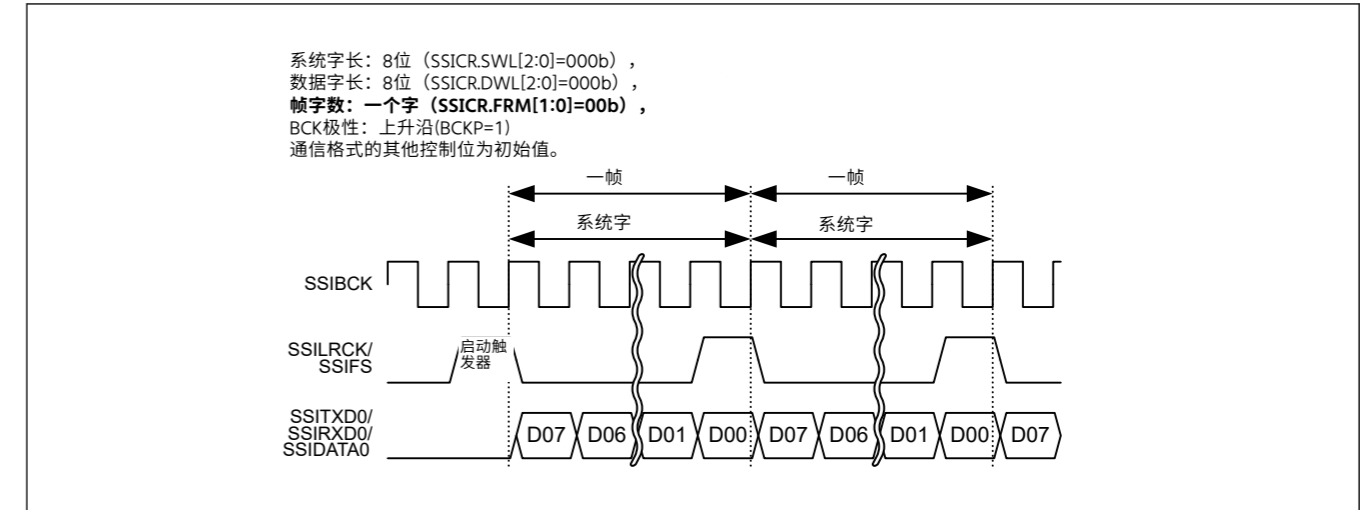 系统字长：8位（SSICR.SWL[2:0]=000b），
数据字长：8位（SSICR.DWL[2:0]=000b），
帧字数：一个字（SSICR.FRM[1:0]=00b），
BCK极性：上升沿(BCKP=1)
通信格式的其他控制位为初始值。
一帧 一帧
系统字 系统字
SSIBCK
SSILRCK/
SSIFS
启动触
发器
SSITXD0/
SSIRXD0/
SSIDATA0
D07 D06 D01 D00 D07 D06 D01 D00 D07